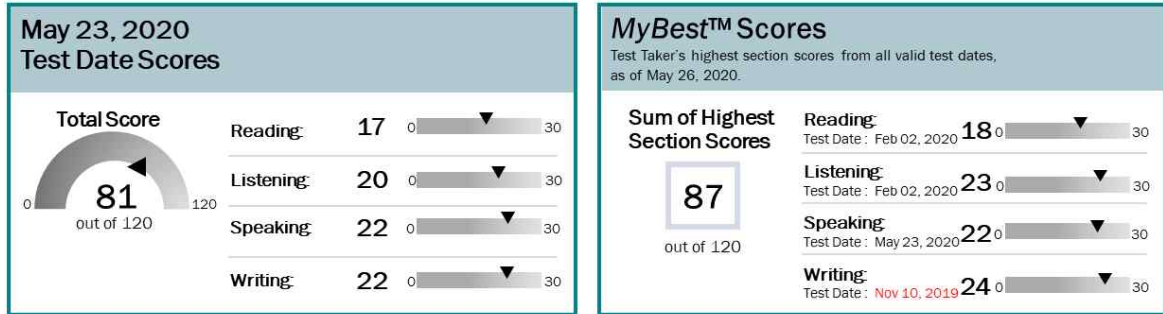 May 23, 2020
Test Date Scores
Total Score
0
81
120
out of 120
Reading: 17 0 30
Listening: 20 0 30
Speaking: 22 0 30
Writing: 22 0 30
MyBest™ Scores
Test Taker's highest section scores from all valid test dates,
as of May 26, 2020.
Sum of Highest
Section Scores
87
out of 120
Reading:
Test Date : Feb 02, 2020 18 0 30
Listening:
Test Date : Feb 02, 2020 23 0 30
Speaking:
Test Date : May 23, 2020 22 0 30
Writing:
Test Date : Nov 10, 2019 24 0 30